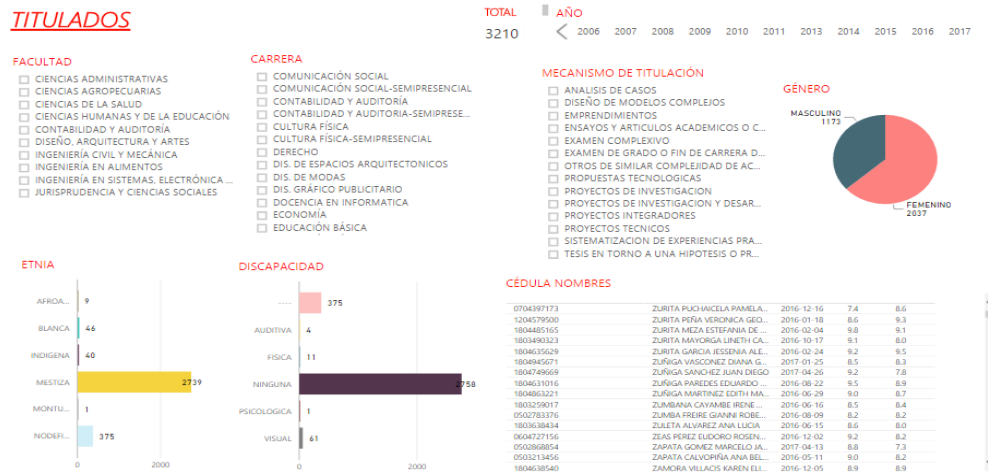 TITULADOS
TOTAL
3210
AÑO
2006 2007 2008 2009 2010 2011 2013 2014 2015 2016 2017
FACULTAD
CIENCIAS ADMINISTRATIVAS
CIENCIAS AGROPECUARIAS
CIENCIAS DE LA SALUD
CIENCIAS HUMANAS Y DE LA EDUCACIÓN
CONTABILIDAD Y AUDITORÍA
DISEÑO, ARQUITECTURA Y ARTES
INGENIERÍA CIVIL Y MECÁNICA
INGENIERÍA EN ALIMENTOS
INGENIERÍA EN SISTEMAS, ELECTRÓNICA ...
JURISPRUDENCIA Y CIENCIAS SOCIALES
CARRERA
COMUNICACIÓN SOCIAL
COMUNICACIÓN SOCIAL-SEMIPRESENCIAL
CONTABILIDAD Y AUDITORÍA
CONTABILIDAD Y AUDITORIA-SEMIPRESE...
CULTURA FÍSICA
CULTURA FÍSICA-SEMIPRESENCIAL
DERECHO
DIS. DE ESPACIOS ARQUITECTONICOS
DIS. DE MODAS
DIS. GRÁFICO PUBLICITARIO
DOCENCIA EN INFORMATICA
ECONOMÍA
EDUCACIÓN BÁSICA
MECANISMO DE TITULACIÓN
ANALISIS DE CASOS
DISEÑO DE MODELOS COMPLEJOS
EMPRENDIMIENTOS
ENSAYOS Y ARTICULOS ACADEMICOS O C...
EXAMEN COMPLEXIVO
EXAMEN DE GRADO O FIN DE CARRERA D...
OTROS DE SIMILAR COMPLEJIDAD DE AC...
PROPUESTAS TECNOLOGICAS
PROYECTOS DE INVESTIGACION
PROYECTOS DE INVESTIGACION Y DESAR...
PROYECTOS INTEGRADORES
PROYECTOS TECNICOS
SISTEMATIZACION DE EXPERIENCIAS PRA...
TESIS EN TORNO A UNA HIPOTESIS O PR...
GÉNERO
MASCULINO
1173
FEMENINO
2037
ETNIA
AFROA... 9
BLANCA 46
INDIGENA 40
MESTIZA 2739
MONTU... 1
NODEFI... 375
0 2000
DISCAPACIDAD
---- 375
AUDITIVA 4
FISICA 11
NINGUNA 2758
PSICOLOGICA 1
VISUAL 61
0 2000
CÉDULA NOMBRES
0704397173 ZURITA PUCHAICELA PAMELA... 2016-12-16 7.4 8.6
1204579500 ZURITA PEÑA VERONICA GEO... 2016-01-18 8.6 9.3
1804485165 ZURITA MEZA ESTEFANIA DE ... 2016-02-04 9.8 9.1
1803490323 ZURITA MAYORGA LINETH CA... 2016-10-17 9.1 8.0
1804635629 ZURITA GARCIA JESSENIA ALE... 2016-02-24 9.2 9.5
1804945671 ZUÑIGA VASCONEZ DIANA G... 2017-01-25 8.5 8.3
1804749669 ZUÑIGA SANCHEZ JUAN DIEGO 2017-04-26 9.2 7.8
1804631016 ZUÑIGA PAREDES EDUARDO ... 2016-08-22 9.5 8.9
1804863221 ZUÑIGA MARTINEZ EDITH MA... 2016-06-29 9.0 8.7
1803259017 ZUMBANA CAYAMBE IRENE ... 2016-06-16 8.5 8.4
0502783376 ZUMBA FREIRE GIANNI ROBE... 2016-08-09 8.2 8.2
1803638434 ZULETA ALVAREZ ANA LUCIA 2016-06-15 8.6 8.0
0604727156 ZEAS PEREZ EUDORO ROSEN... 2016-12-02 9.2 8.2
0502868854 ZAPATA GOMEZ MARCELO JA... 2017-04-13 8.8 7.3
0503213456 ZAPATA CALVOPIÑA ANA BEL... 2016-05-11 9.0 8.2
1804638540 ZAMORA VILLACIS KAREN ELI... 2016-12-05 8.9 8.9